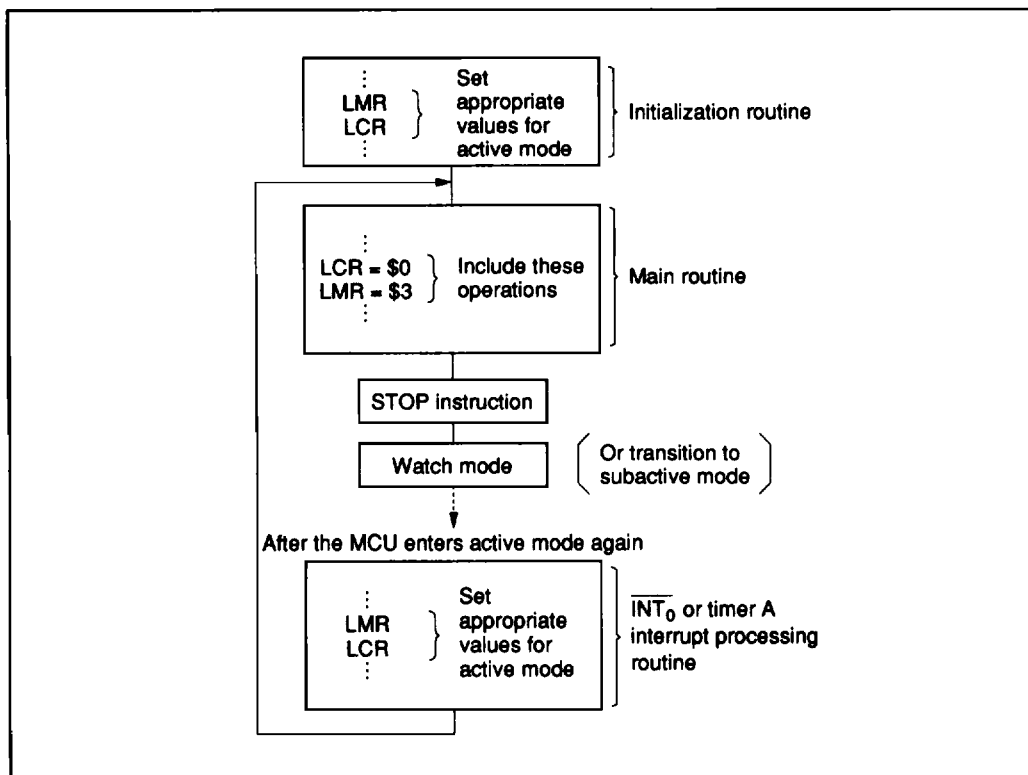 ⋮
LMR
LCR
⋮
}
Set
appropriate
values for
active mode
Initialization routine
⋮
LCR = $0
LMR = $3
⋮
}
Include these
operations
Main routine
STOP instruction
Watch mode
(Or transition to
subactive mode)
After the MCU enters active mode again
⋮
LMR
LCR
⋮
}
Set
appropriate
values for
active mode
I̅N̅T̅₀̅ or timer A
interrupt processing
routine